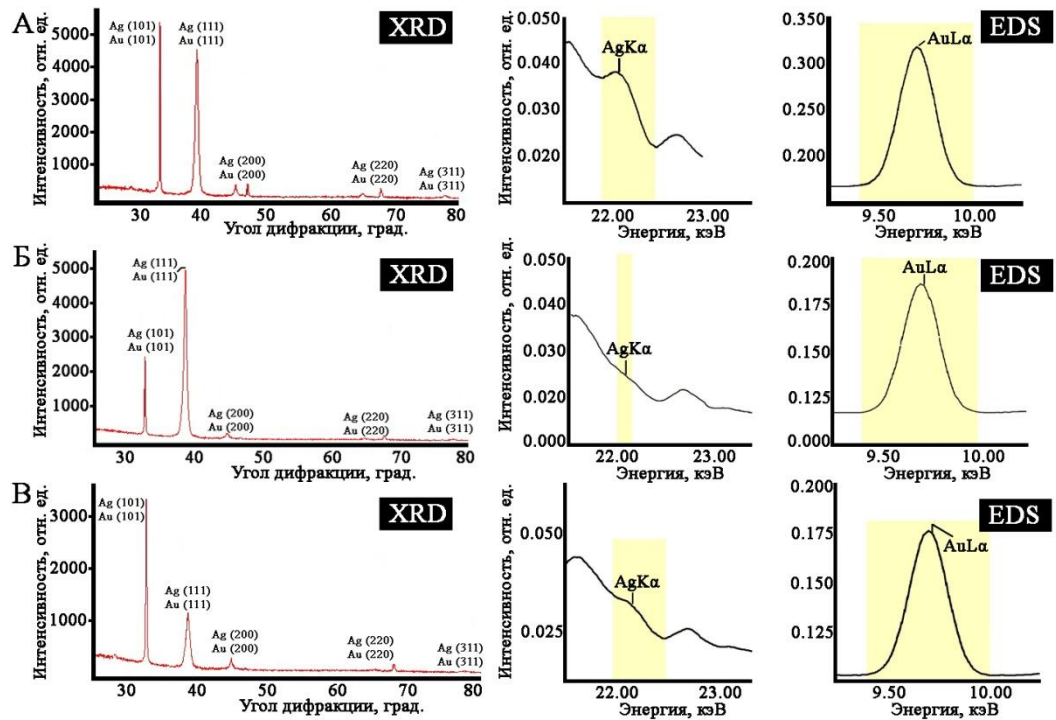 А
XRD
Интенсивность, отн. ед.
5000
4000
3000
2000
1000
Ag (101)
Au (101)
Ag (111)
Au (111)
Ag (200)
Au (200)
Ag (220)
Au (220)
Ag (311)
Au (311)
30
40
50
60
70
80
Угол дифракции, град.
Интенсивность, отн. ед.
0.050
0.040
0.030
0.020
AgKα
22.00
23.00
Энергия, кэВ
EDS
0.350
0.300
0.250
0.200
AuLα
9.50
10.00
Энергия, кэВ
Б
XRD
Интенсивность, отн. ед.
5000
4000
3000
2000
1000
Ag (111)
Au (111)
Ag (101)
Au (101)
Ag (200)
Au (200)
Ag (220)
Au (220)
Ag (311)
Au (311)
30
40
50
60
70
80
Угол дифракции, град.
Интенсивность, отн. ед.
0.050
0.040
0.030
0.020
0.000
AgKα
22.00
23.00
Энергия, кэВ
EDS
0.200
0.175
0.150
0.125
0.000
AuLα
9.50
10.00
Энергия, кэВ
В
XRD
Интенсивность, отн. ед.
3000
2000
1000
Ag (101)
Au (101)
Ag (111)
Au (111)
Ag (200)
Au (200)
Ag (220)
Au (220)
Ag (311)
Au (311)
30
40
50
60
70
80
Угол дифракции, град.
Интенсивность, отн. ед.
0.050
0.025
AgKα
22.00
23.00
Энергия, кэВ
EDS
0.200
0.175
0.150
0.125
AuLα
9.50
10.00
Энергия, кэВ